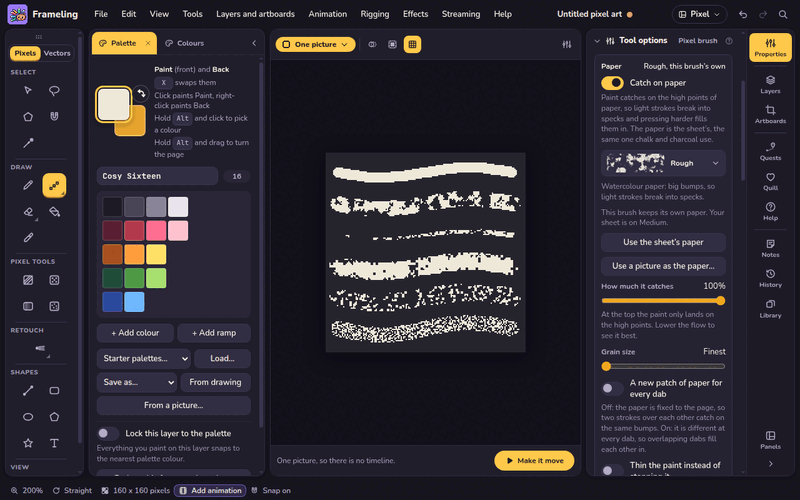 Frameling
File Edit View Tools Layers and artboards Animation Rigging Effects Streaming Help
Untitled pixel art
Pixel
Pixels Vectors
SELECT
DRAW
PIXEL TOOLS
RETOUCH
SHAPES
VIEW
Palette
Colours
Paint (front) and Back
X swaps them
Click paints Paint, right-
click paints Back
Hold Alt and click to pick
a colour
Hold Alt and drag to turn
the page
Cosy Sixteen
16
+ Add colour
+ Add ramp
Starter palettes...
Load...
Save as...
From drawing
From a picture...
Lock this layer to the palette
Everything you paint on this layer snaps to
the nearest palette colour.
One picture
One picture, so there is no timeline.
Make it move
Tool options
Pixel brush
Paper
Rough, this brush's own
Catch on paper
Paint catches on the high points of
paper, so light strokes break into
specks and pressing harder fills
them in. The paper is the sheet's, the
same one chalk and charcoal use.
Rough
Watercolour paper: big bumps, so
light strokes break into specks.
This brush keeps its own paper. Your
sheet is on Medium.
Use the sheet's paper
Use a picture as the paper...
How much it catches
100%
At the top the paint only lands on
the high points. Lower the flow to
see it best.
Grain size
Finest
A new patch of paper for
every dab
Off: the paper is fixed to the page, so
two strokes over each other catch on
the same bumps. On: it is different at
every dab, so overlapping dabs fill
each other in.
Thin the paint instead of
Properties
Layers
Artboards
Quests
Quill
Help
Notes
History
Library
Panels
200%
Straight
160 x 160 pixels
Add animation
Snap on